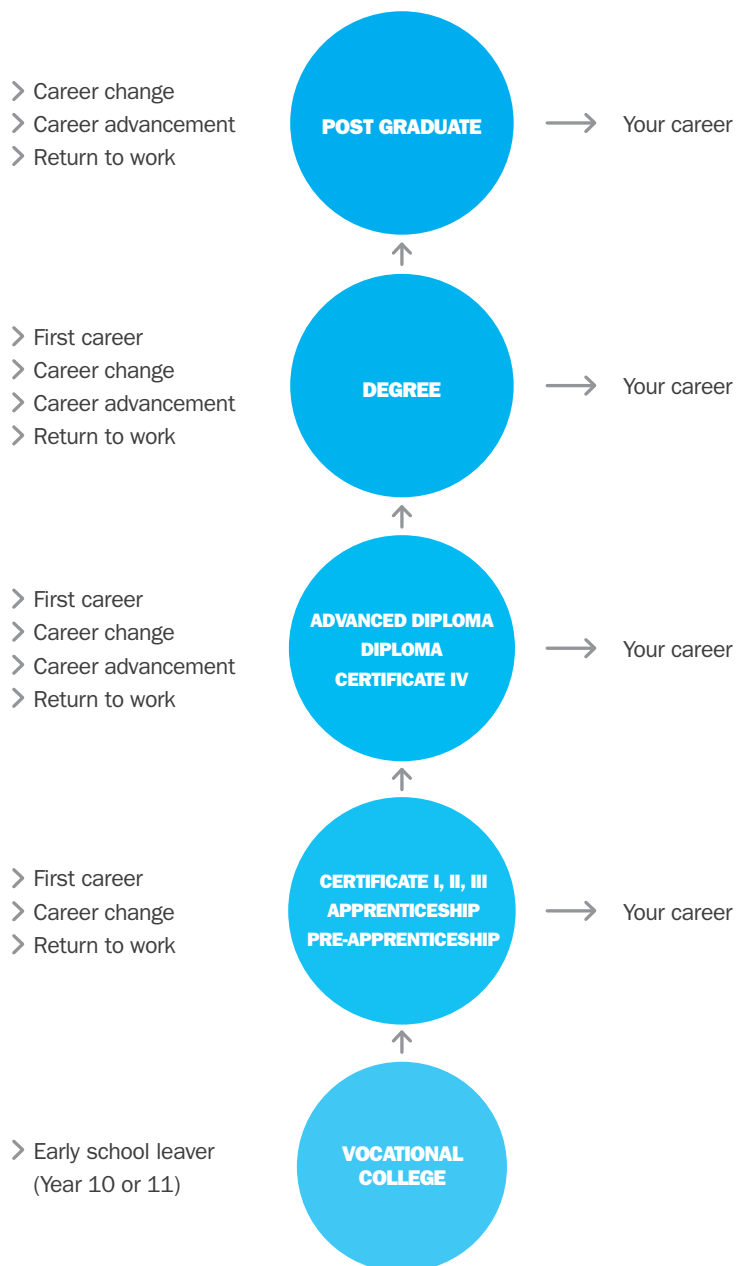 > Career change
> Career advancement
> Return to work
POST GRADUATE
Your career
> First career
> Career change
> Career advancement
> Return to work
DEGREE
Your career
> First career
> Career change
> Career advancement
> Return to work
ADVANCED DIPLOMA
DIPLOMA
CERTIFICATE IV
Your career
> First career
> Career change
> Return to work
CERTIFICATE I, II, III
APPRENTICESHIP
PRE-APPRENTICESHIP
Your career
> Early school leaver
(Year 10 or 11)
VOCATIONAL
COLLEGE